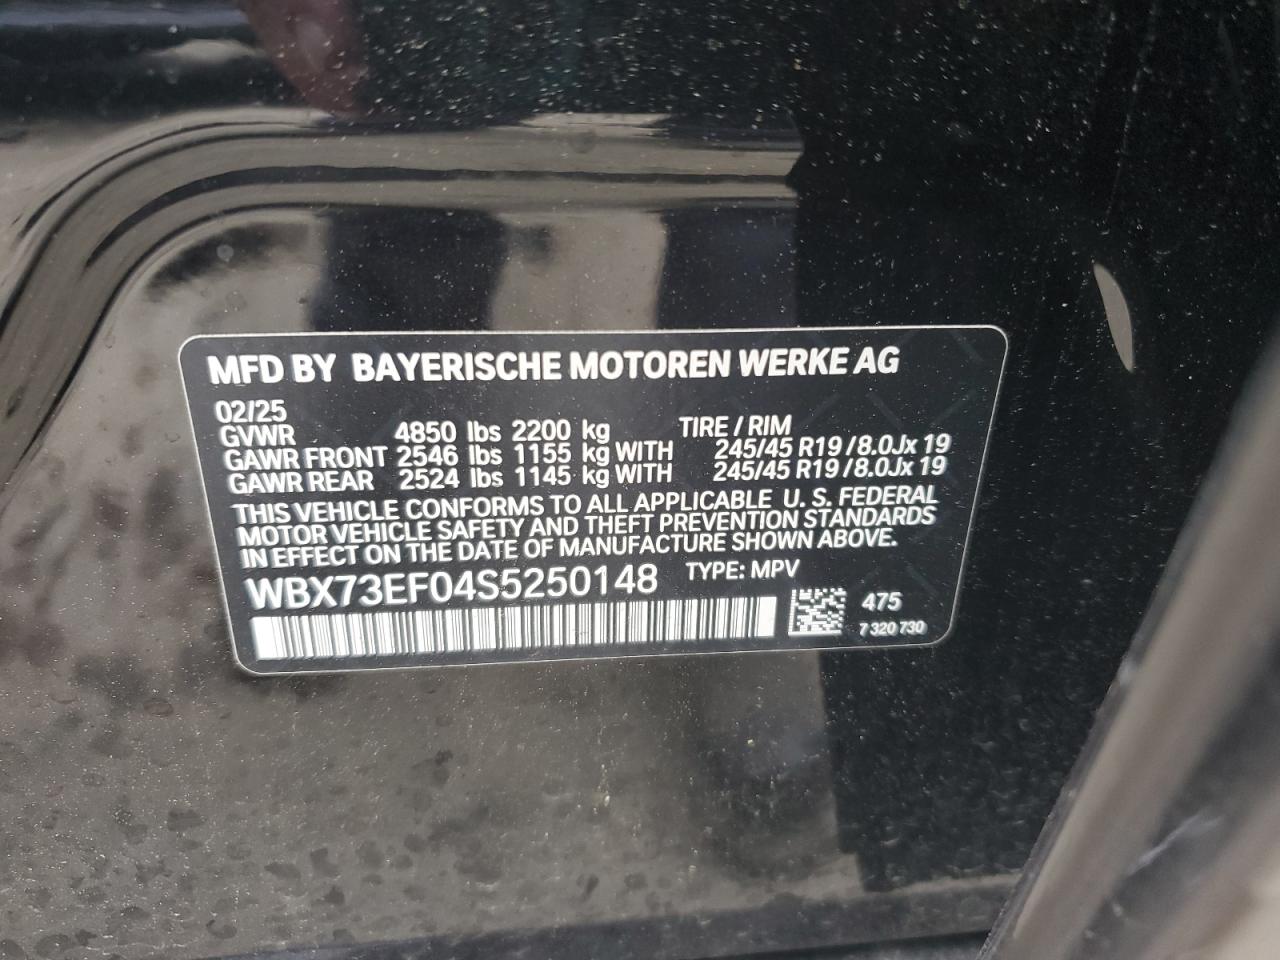 MFD BY BAYERISCHE MOTOREN WERKE AG
02/25
GVWR 4850 lbs 2200 kg TIRE / RIM
GAWR FRONT 2546 lbs 1155 kg WITH 245/45 R19 / 8.0Jx 19
GAWR REAR 2524 lbs 1145 kg WITH 245/45 R19 / 8.0Jx 19
THIS VEHICLE CONFORMS TO ALL APPLICABLE U. S. FEDERAL
MOTOR VEHICLE SAFETY AND THEFT PREVENTION STANDARDS
IN EFFECT ON THE DATE OF MANUFACTURE SHOWN ABOVE.
WBX73EF04S5250148 TYPE: MPV
475
7 320 730